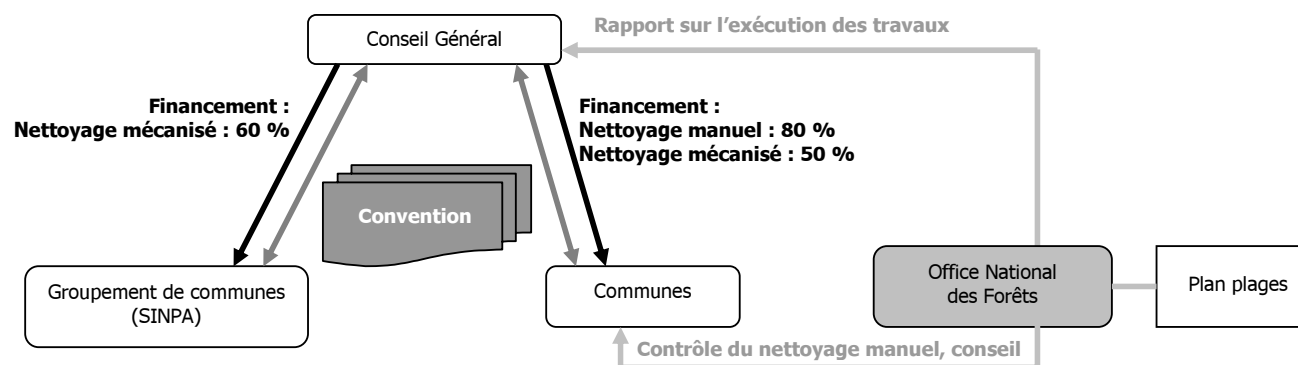 Rapport sur l'exécution des travaux
Conseil Général
Financement :
Nettoyage mécanisé : 60 %
Financement :
Nettoyage manuel : 80 %
Nettoyage mécanisé : 50 %
Convention
Groupement de communes
(SINPA)
Communes
Office National
des Forêts
Plan plages
Contrôle du nettoyage manuel, conseil